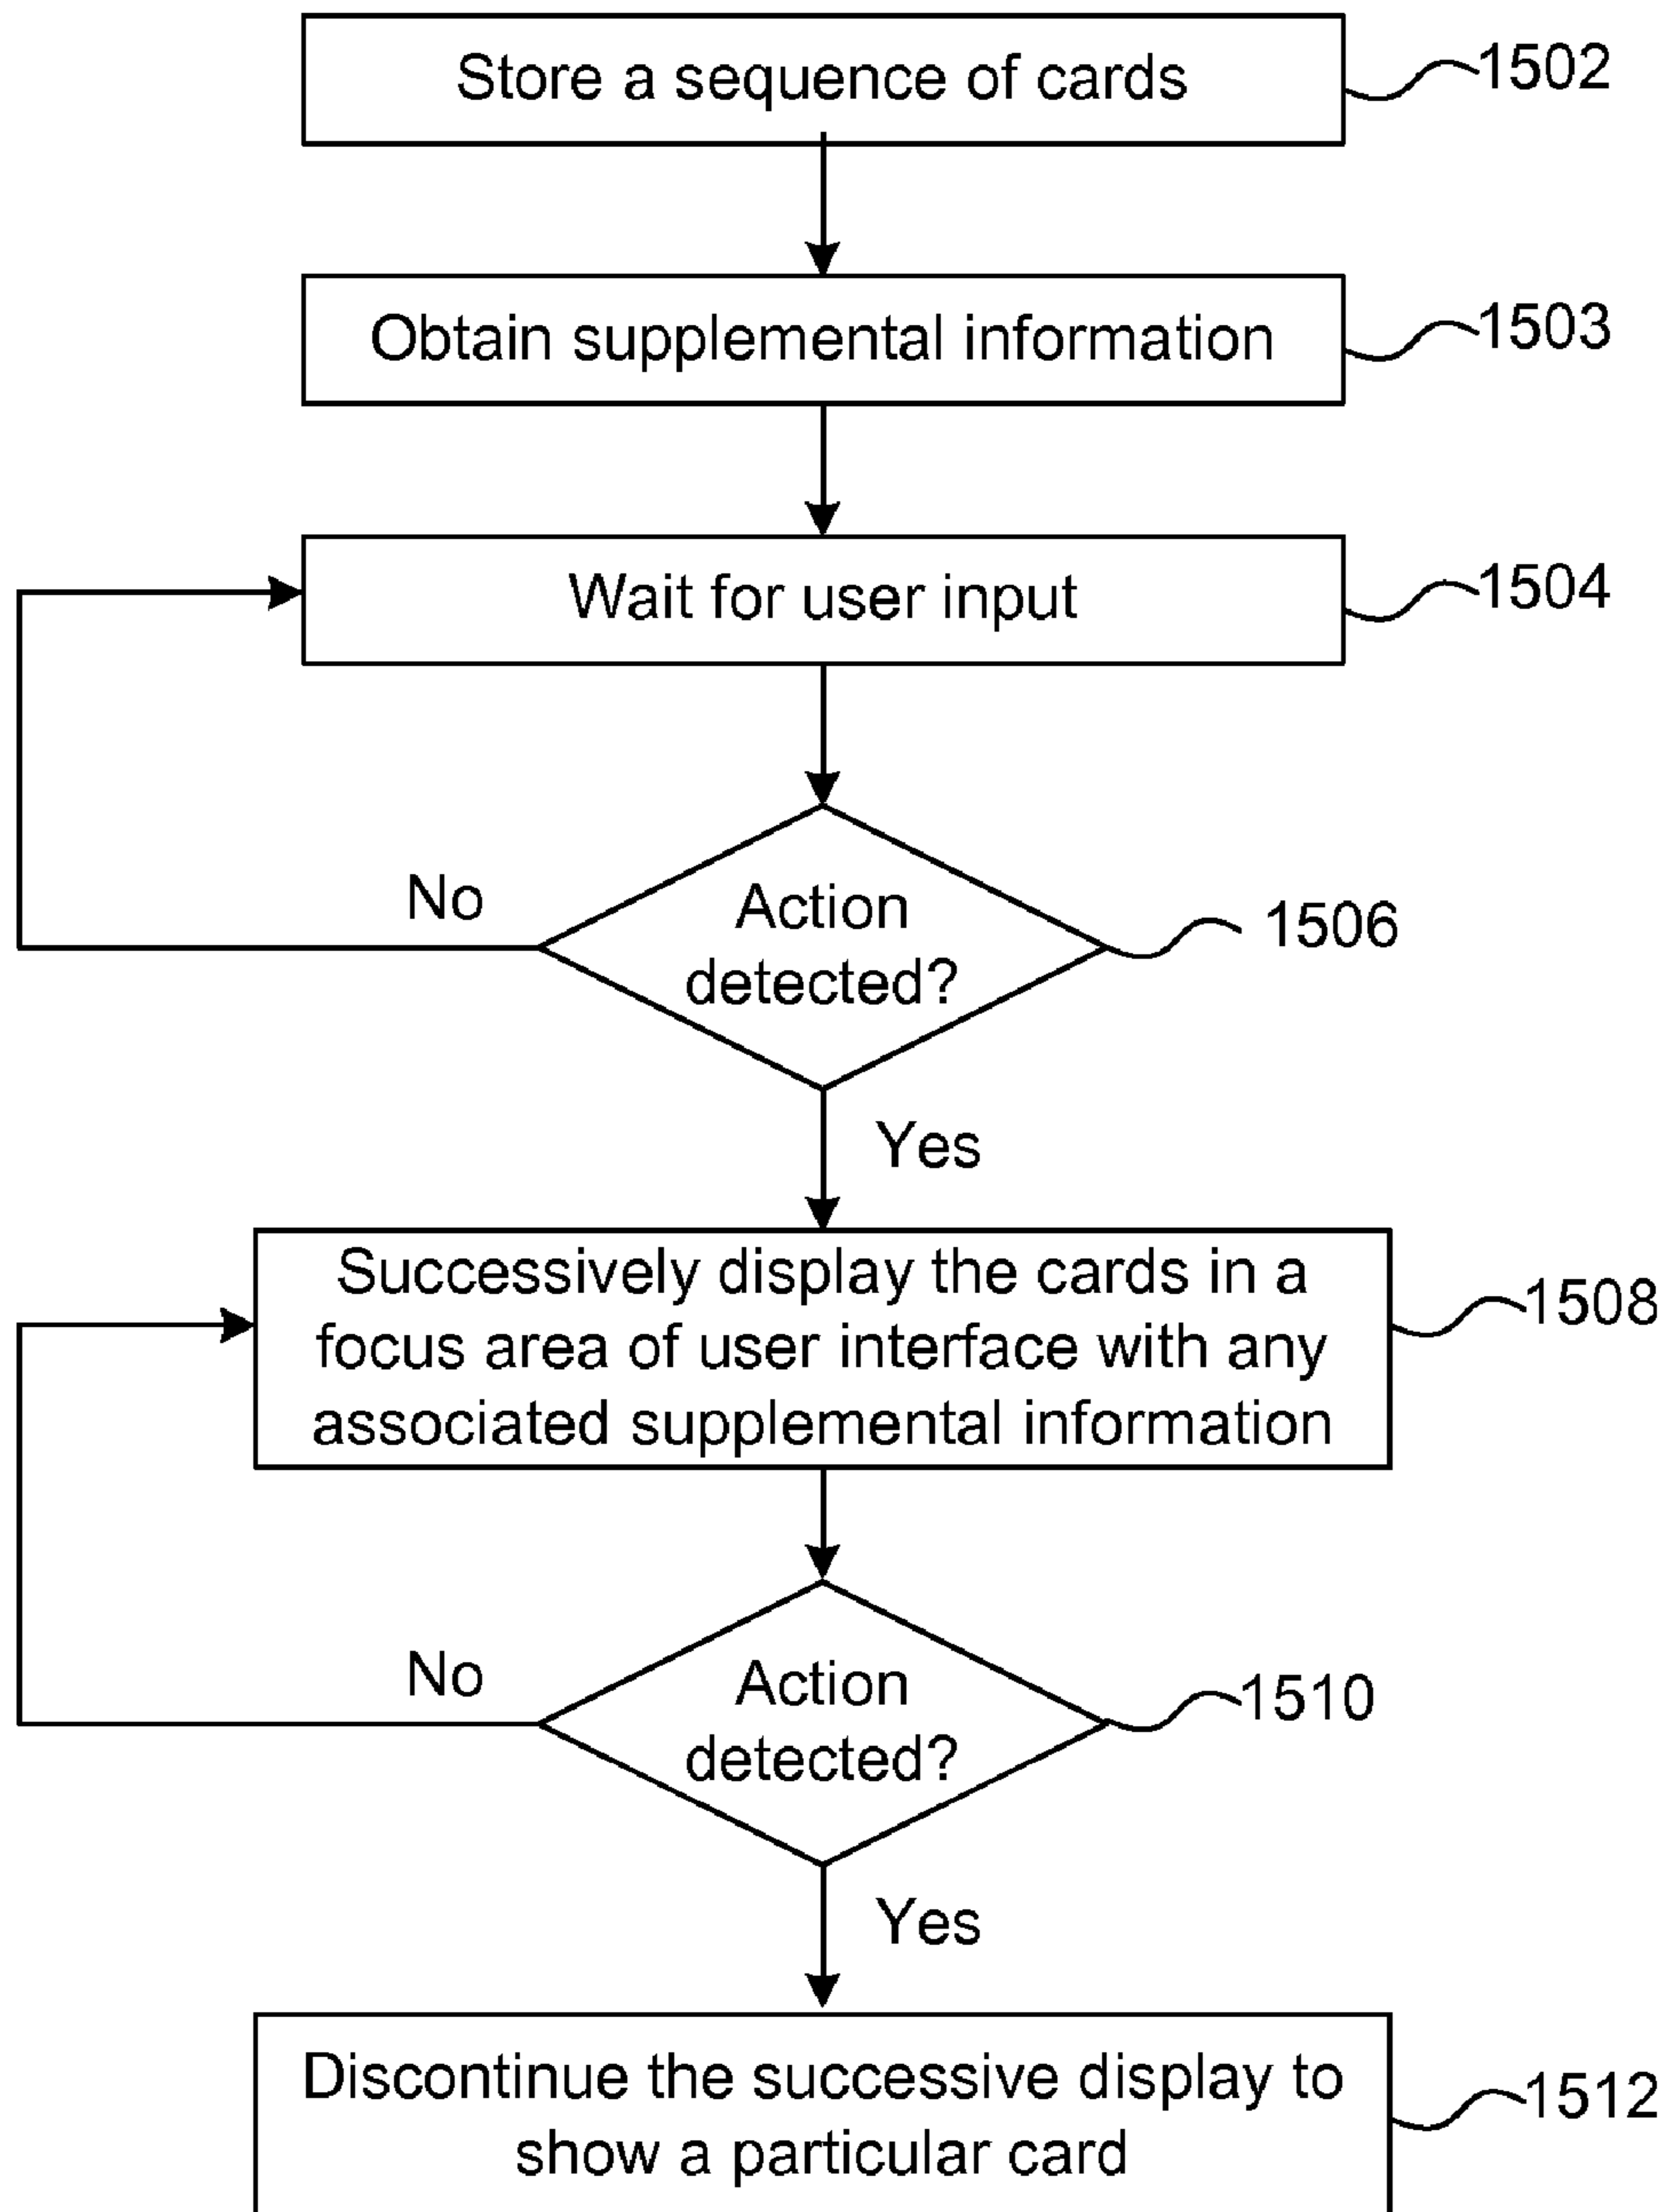 Store a sequence of cards
1502
Obtain supplemental information
1503
Wait for user input
1504
No
Action
detected?
1506
Yes
Successively display the cards in a
focus area of user interface with any
associated supplemental information
1508
No
Action
detected?
1510
Yes
Discontinue the successive display to
show a particular card
1512